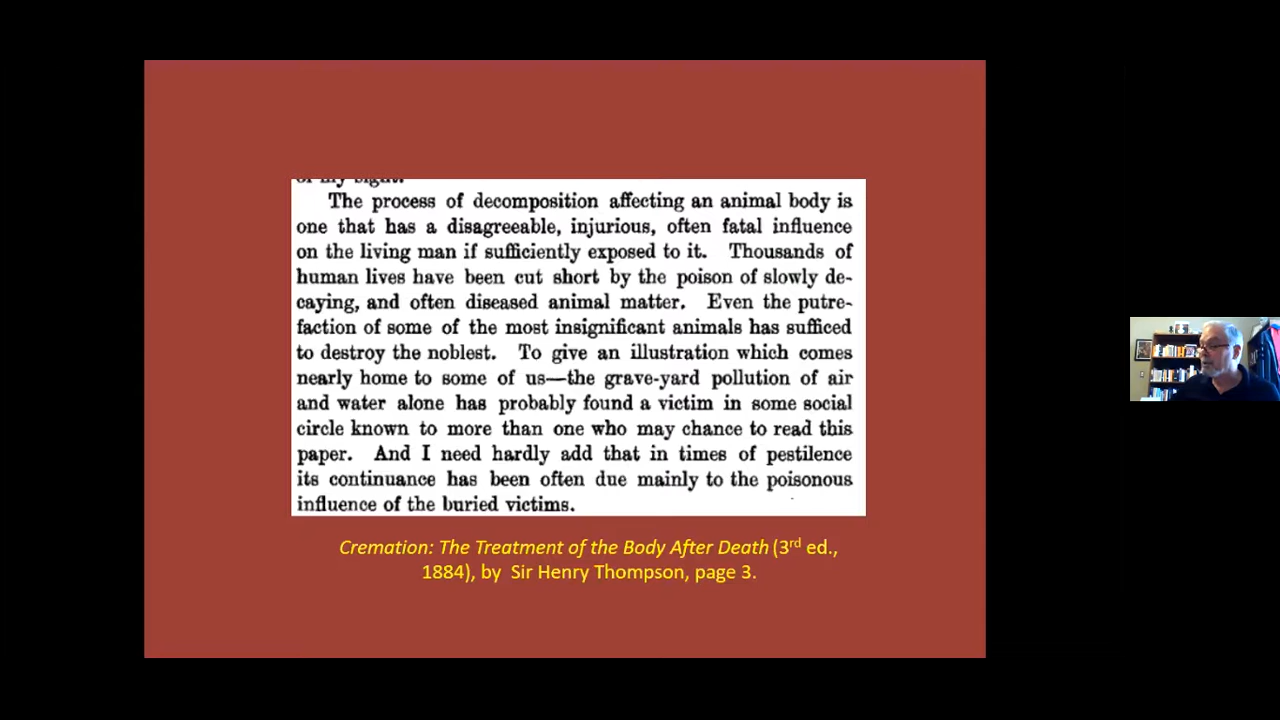 of my sight.
The process of decomposition affecting an animal body is
one that has a disagreeable, injurious, often fatal influence
on the living man if sufficiently exposed to it. Thousands of
human lives have been cut short by the poison of slowly de-
caying, and often diseased animal matter. Even the putre-
faction of some of the most insignificant animals has sufficed
to destroy the noblest. To give an illustration which comes
nearly home to some of us—the grave-yard pollution of air
and water alone has probably found a victim in some social
circle known to more than one who may chance to read this
paper. And I need hardly add that in times of pestilence
its continuance has been often due mainly to the poisonous
influence of the buried victims.
Cremation: The Treatment of the Body After Death (3rd ed.,
1884), by Sir Henry Thompson, page 3.